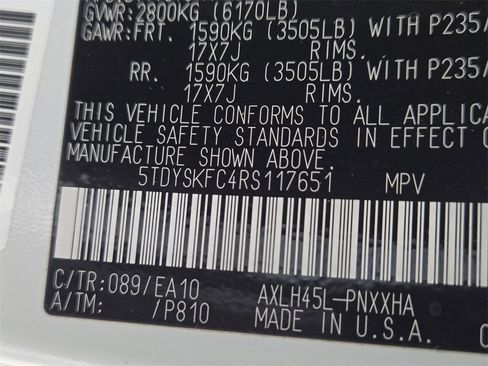 GVWR: 2800KG (6170LB)
GAWR: FRT. 1590KG (3505LB) WITH P235/
17X7J RIMS.
RR. 1590KG (3505LB) WITH P235/
17X7J RIMS.
THIS VEHICLE CONFORMS TO ALL APPLICA
VEHICLE SAFETY STANDARDS IN EFFECT O
MANUFACTURE SHOWN ABOVE.
5TDYSKFC4RS117651 MPV
C/TR: 089/EA10 AXLH45L-PNXXHA
A/TM: /P810 MADE IN U.S.A.